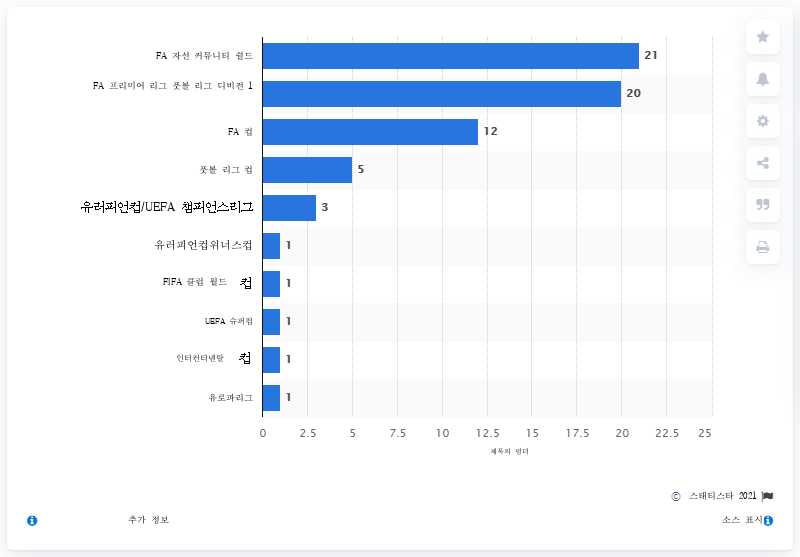 FA 자선 커뮤니티 쉴드 21
FA 프리미어 리그 풋볼 리그 디비전 1 20
FA 컵 12
풋볼 리그 컵 5
유러피언컵/UEFA 챔피언스리그 3
유러피언컵위너스컵 1
FIFA 클럽 월드 컵 1
UEFA 슈퍼컵 1
인터컨티넨탈 컵 1
유로파리그 1
0 2.5 5 7.5 10 12.5 15 17.5 20 22.5 25
제목의 넘더
© 스태티스타 2021
추가 정보
소스 표시